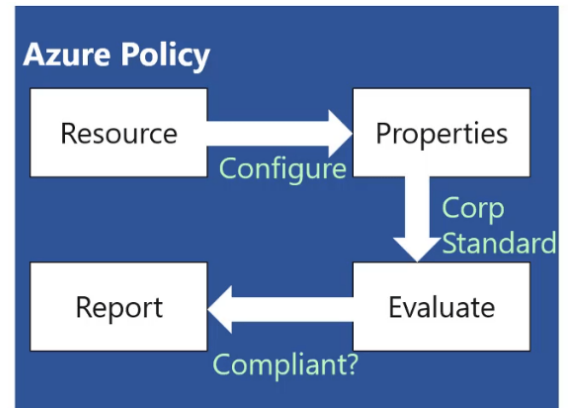 Azure Policy
Resource
Configure
Properties
Corp
Standard
Evaluate
Compliant?
Report